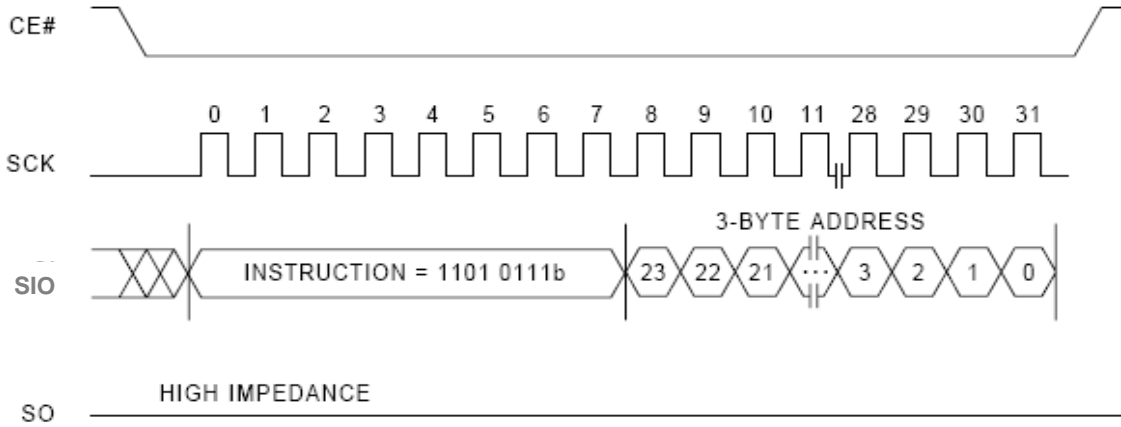 CE#
0 1 2 3 4 5 6 7 8 9 10 11 28 29 30 31
SCK
3-BYTE ADDRESS
SIO INSTRUCTION = 1101 0111b 23 22 21 ... 3 2 1 0
HIGH IMPEDANCE
SO